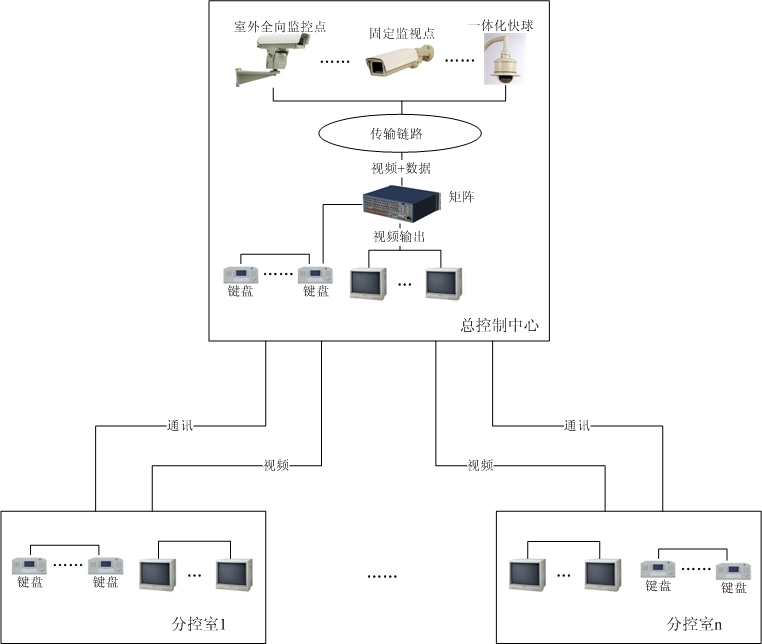 室外全向监控点
固定监视点
一体化快球
……
……
传输链路
视频+数据
矩阵
视频输出
……
…
键盘
键盘
总控制中心
通讯
通讯
视频
视频
……
…
键盘
键盘
分控室1
……
…
……
键盘
键盘
分控室n